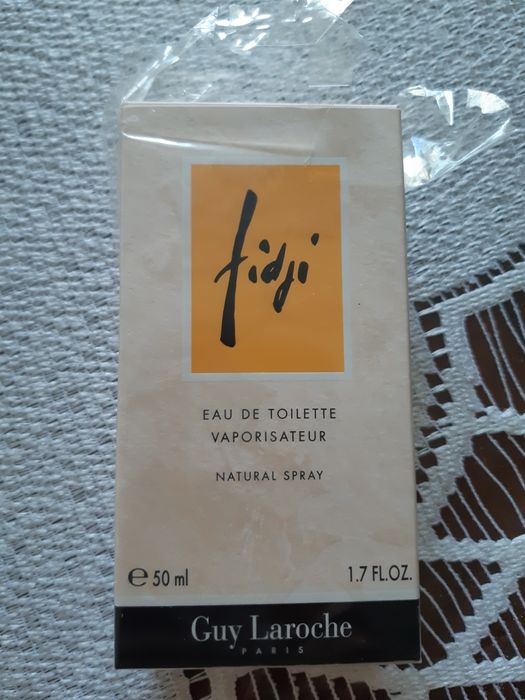 fidji
EAU DE TOILETTE
VAPORISATEUR
NATURAL SPRAY
e 50 ml 1.7 FL.OZ.
Guy Laroche
PARIS